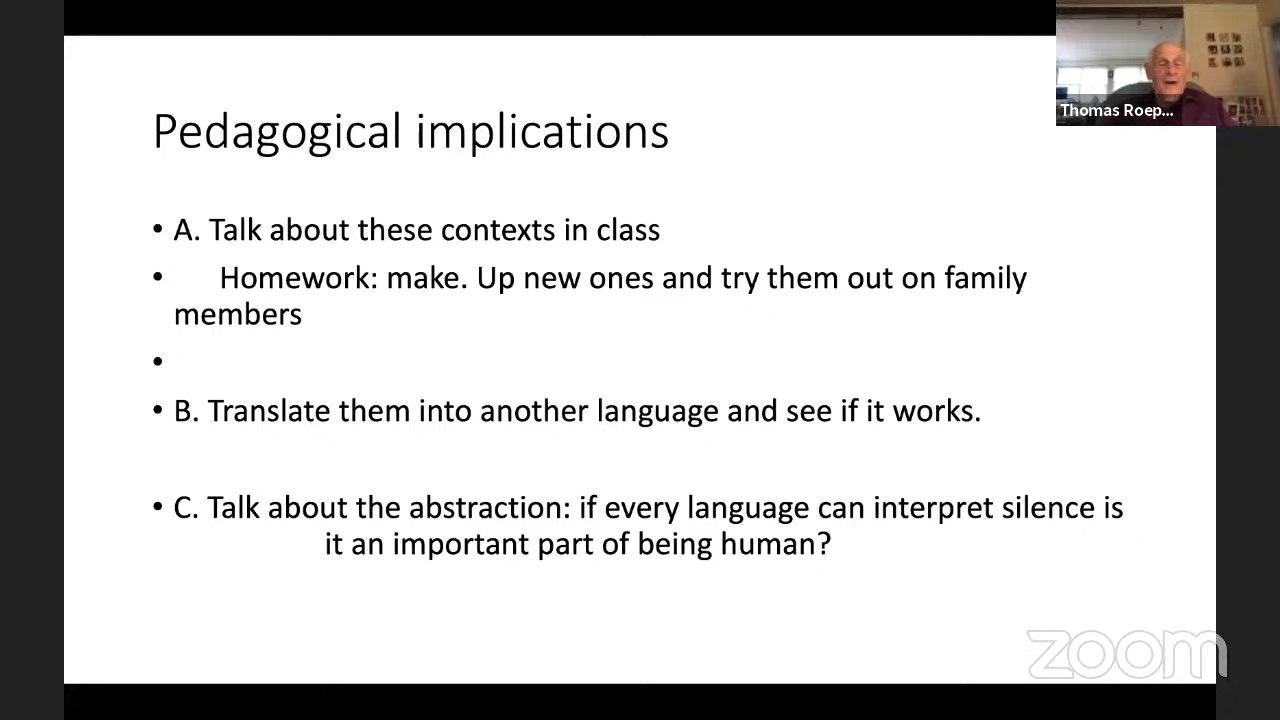 Thomas Roep...
Pedagogical implications
• A. Talk about these contexts in class
• Homework: make. Up new ones and try them out on family
members
•
• B. Translate them into another language and see if it works.
• C. Talk about the abstraction: if every language can interpret silence is
it an important part of being human?
zoom